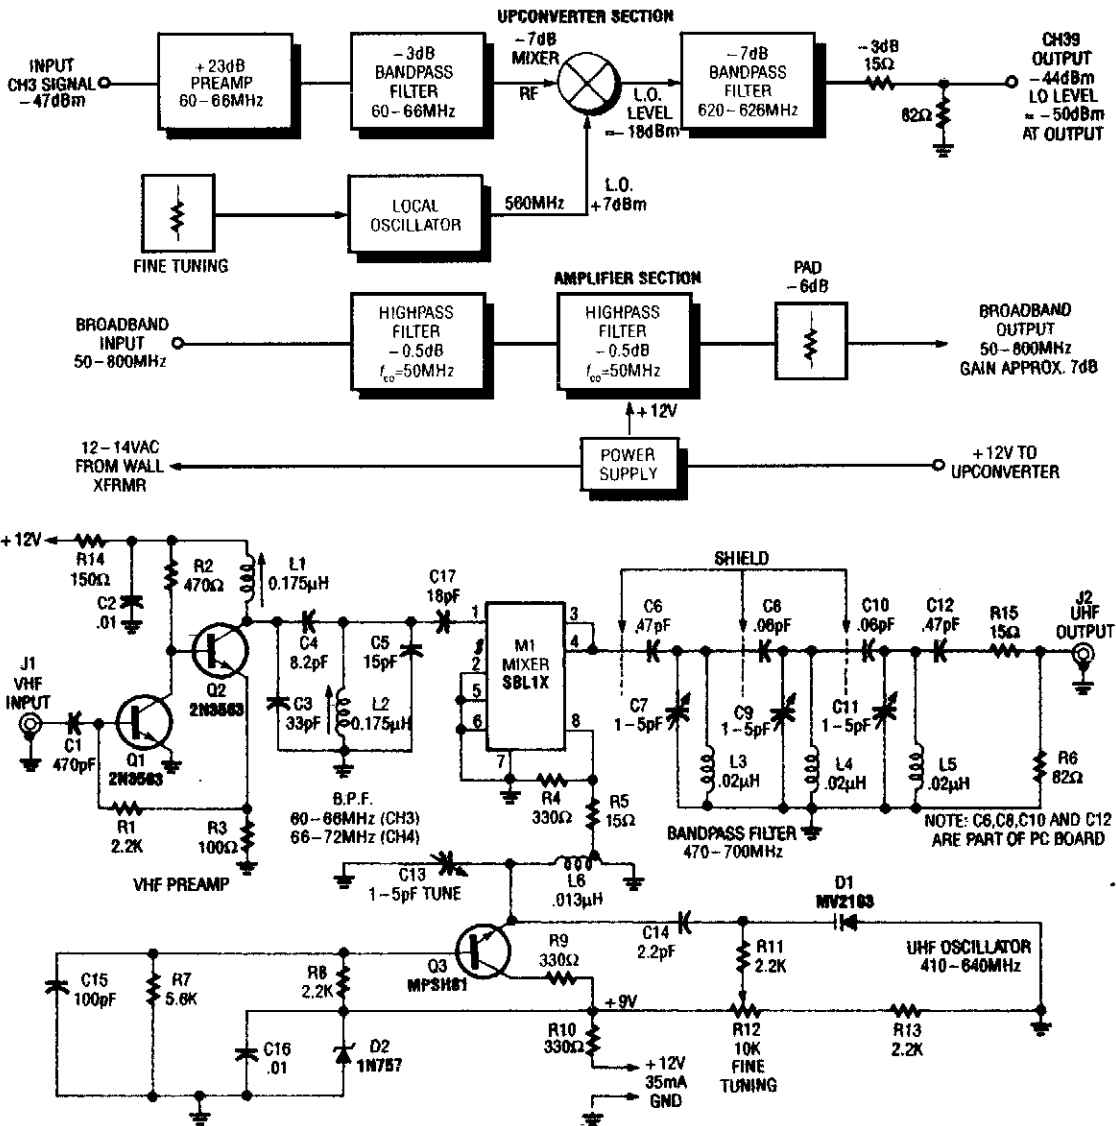 UPCONVERTER SECTION
INPUT
CH3 SIGNAL
-47dBm
+23dB
PREAMP
60-66MHz
-3dB
BANDPASS
FILTER
60-66MHz
-7dB
MIXER
RF
L.O.
LEVEL
≈-18dBm
-7dB
BANDPASS
FILTER
620-626MHz
-3dB
15Ω
82Ω
CH39
OUTPUT
-44dBm
LO LEVEL
≈ -50dBm
AT OUTPUT
FINE TUNING
LOCAL
OSCILLATOR
560MHz
L.O.
+7dBm
AMPLIFIER SECTION
BROADBAND
INPUT
50-800MHz
HIGHPASS
FILTER
-0.5dB
fco=50MHz
HIGHPASS
FILTER
-0.5dB
fco=50MHz
PAD
-6dB
BROADBAND
OUTPUT
50-800MHz
GAIN APPROX. 7dB
+12V
12-14VAC
FROM WALL
XFRMR
POWER
SUPPLY
+12V TO
UPCONVERTER
+12V
R14
150Ω
C2
.01
R2
470Ω
L1
0.175µH
J1
VHF
INPUT
C1
470pF
Q1
2N3563
Q2
2N3563
R1
2.2K
R3
100Ω
VHF PREAMP
C4
8.2pF
C3
33pF
L2
0.175µH
C5
15pF
C17
18pF
B.P.F.
60-66MHz (CH3)
66-72MHz (CH4)
1
2
5
6
7
3
4
8
M1
MIXER
SBL1X
R4
330Ω
R5
15Ω
SHIELD
C6
.47pF
C8
.06pF
C10
.06pF
C12
.47pF
R15
15Ω
J2
UHF
OUTPUT
C7
1-5pF
C9
1-5pF
C11
1-5pF
L3
.02µH
L4
.02µH
L5
.02µH
R6
82Ω
BANDPASS FILTER
470-700MHz
NOTE: C6,C8,C10 AND C12
ARE PART OF PC BOARD
C13
1-5pF TUNE
L6
.013µH
Q3
MPSH81
R9
330Ω
C14
2.2pF
D1
MV2103
R11
2.2K
UHF OSCILLATOR
410-640MHz
C15
100pF
R7
5.6K
R8
2.2K
C16
.01
D2
1N757
+9V
R10
330Ω
R12
10K
FINE
TUNING
R13
2.2K
+12V
35mA
GND